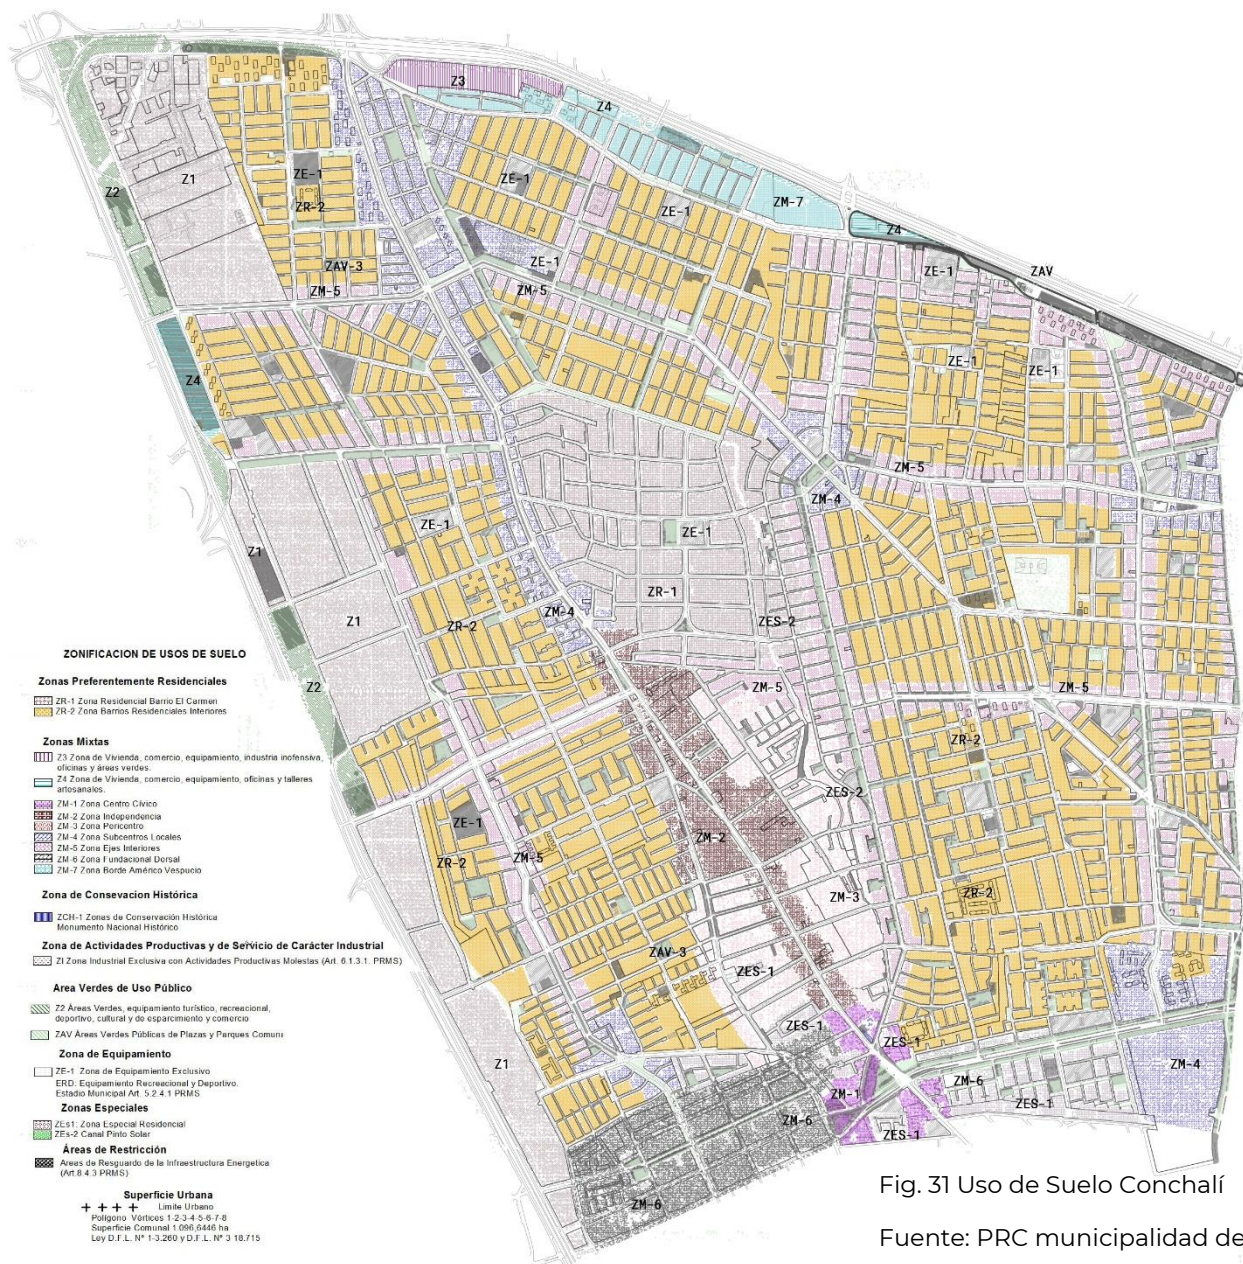 Z3
Z4
Z1
Z2
ZE-1
ZR-2
ZE-1
ZE-1
ZM-7
Z4
ZAV-3
ZE-1
ZE-1
ZAV
ZM-5
ZM-5
Z4
ZE-1
ZE-1
ZM-5
ZM-4
ZE-1
ZE-1
Z1
ZR-1
ZM-4
ZES-2
Z1
ZR-2
Z2
ZM-5
ZM-5
ZR-2
ZES-2
ZE-1
ZM-2
ZR-2
ZM-5
ZM-3
ZR-2
ZAV-3
ZES-1
ZES-1
ZES-1
Z1
ZM-4
ZM-6
ZM-1
ZM-6
ZES-1
ZES-1
ZM-6
ZONIFICACION DE USOS DE SUELO
Zonas Preferentemente Residenciales
ZR-1 Zona Residencial Barrio El Carmen
ZR-2 Zona Barrios Residenciales Interiores
Zonas Mixtas
Z3 Zona de Vivienda, comercio, equipamiento, industria inofensiva,
oficinas y áreas verdes.
Z4 Zona de Vivienda, comercio, equipamiento, oficinas y talleres
artesanales.
ZM-1 Zona Centro Cívico
ZM-2 Zona Independencia
ZM-3 Zona Pericentro
ZM-4 Zona Subcentros Locales
ZM-5 Zona Ejes Interiores
ZM-6 Zona Fundacional Dorsal
ZM-7 Zona Borde Américo Vespucio
Zona de Consevacion Histórica
ZCH-1 Zonas de Conservación Histórica
Monumento Nacional Histórico
Zona de Actividades Productivas y de Servicio de Carácter Industrial
ZI Zona Industrial Exclusiva con Actividades Productivas Molestas (Art. 6.1.3.1. PRMS)
Area Verdes de Uso Público
Z2 Áreas Verdes, equipamiento turístico, recreacional,
deportivo, cultural y de esparcimiento y comercio
ZAV Áreas Verdes Públicas de Plazas y Parques Comuna
Zona de Equipamiento
ZE-1 Zona de Equipamiento Exclusivo
ERD. Equipamiento Recreacional y Deportivo.
Estadio Municipal Art. 5.2.4.1 PRMS
Zonas Especiales
ZEs1: Zona Especial Residencial
ZEs-2 Canal Pinto Solar
Áreas de Restricción
Areas de Resguardo de la Infraestructura Energetica
(Art.8.4.3 PRMS)
Superficie Urbana
Limite Urbano
Poligono Vértices 1-2-3-4-5-6-7-8
Superficie Comunal 1.096,6446 ha
Ley D.F.L. Nº 1-3.260 y D.F.L. Nº 3 18.715
Fig. 31 Uso de Suelo Conchalí
Fuente: PRC municipalidad de